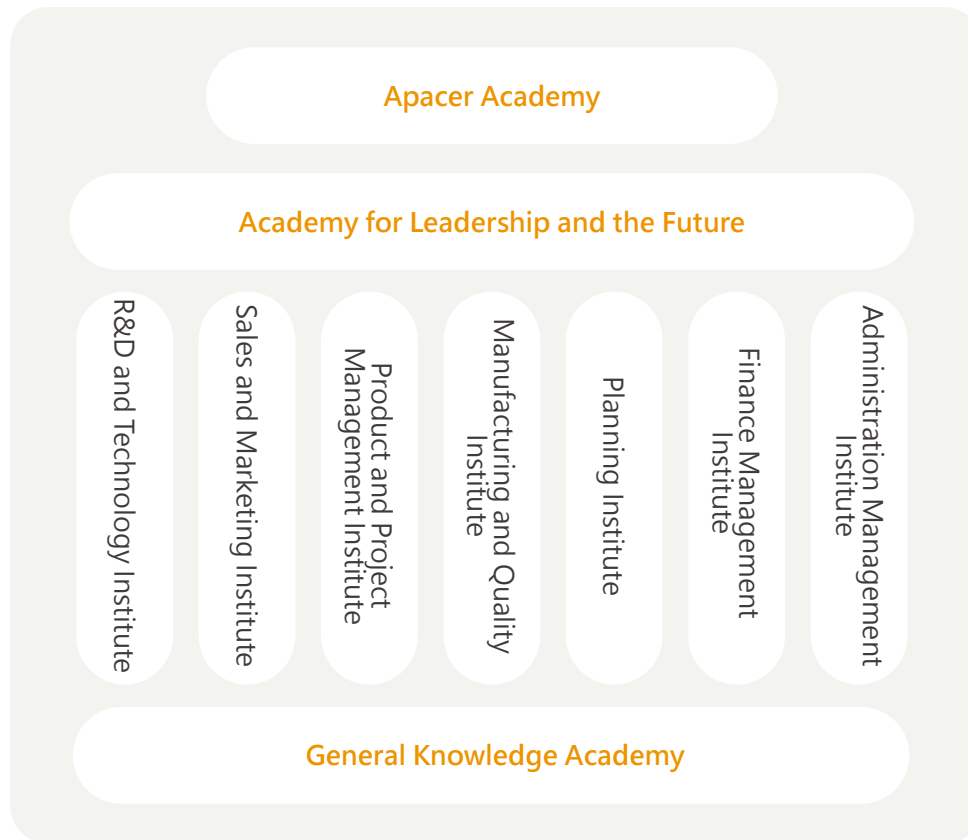 Apacer Academy
Academy for Leadership and the Future
R&D and Technology Institute
Sales and Marketing Institute
Product and Project
Management Institute
Manufacturing and Quality
Institute
Planning Institute
Finance Management
Institute
Administration Management
Institute
General Knowledge Academy